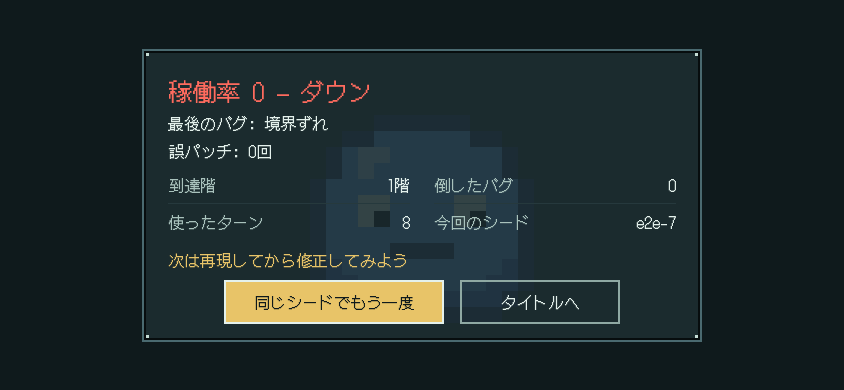 稼働率 0 — ダウン
最後のバグ: 境界ずれ
誤パッチ: 0回
到達階 1階 倒したバグ 0
使ったターン 8 今回のシード e2e-7
次は再現してから修正してみよう
同じシードでもう一度 タイトルへ